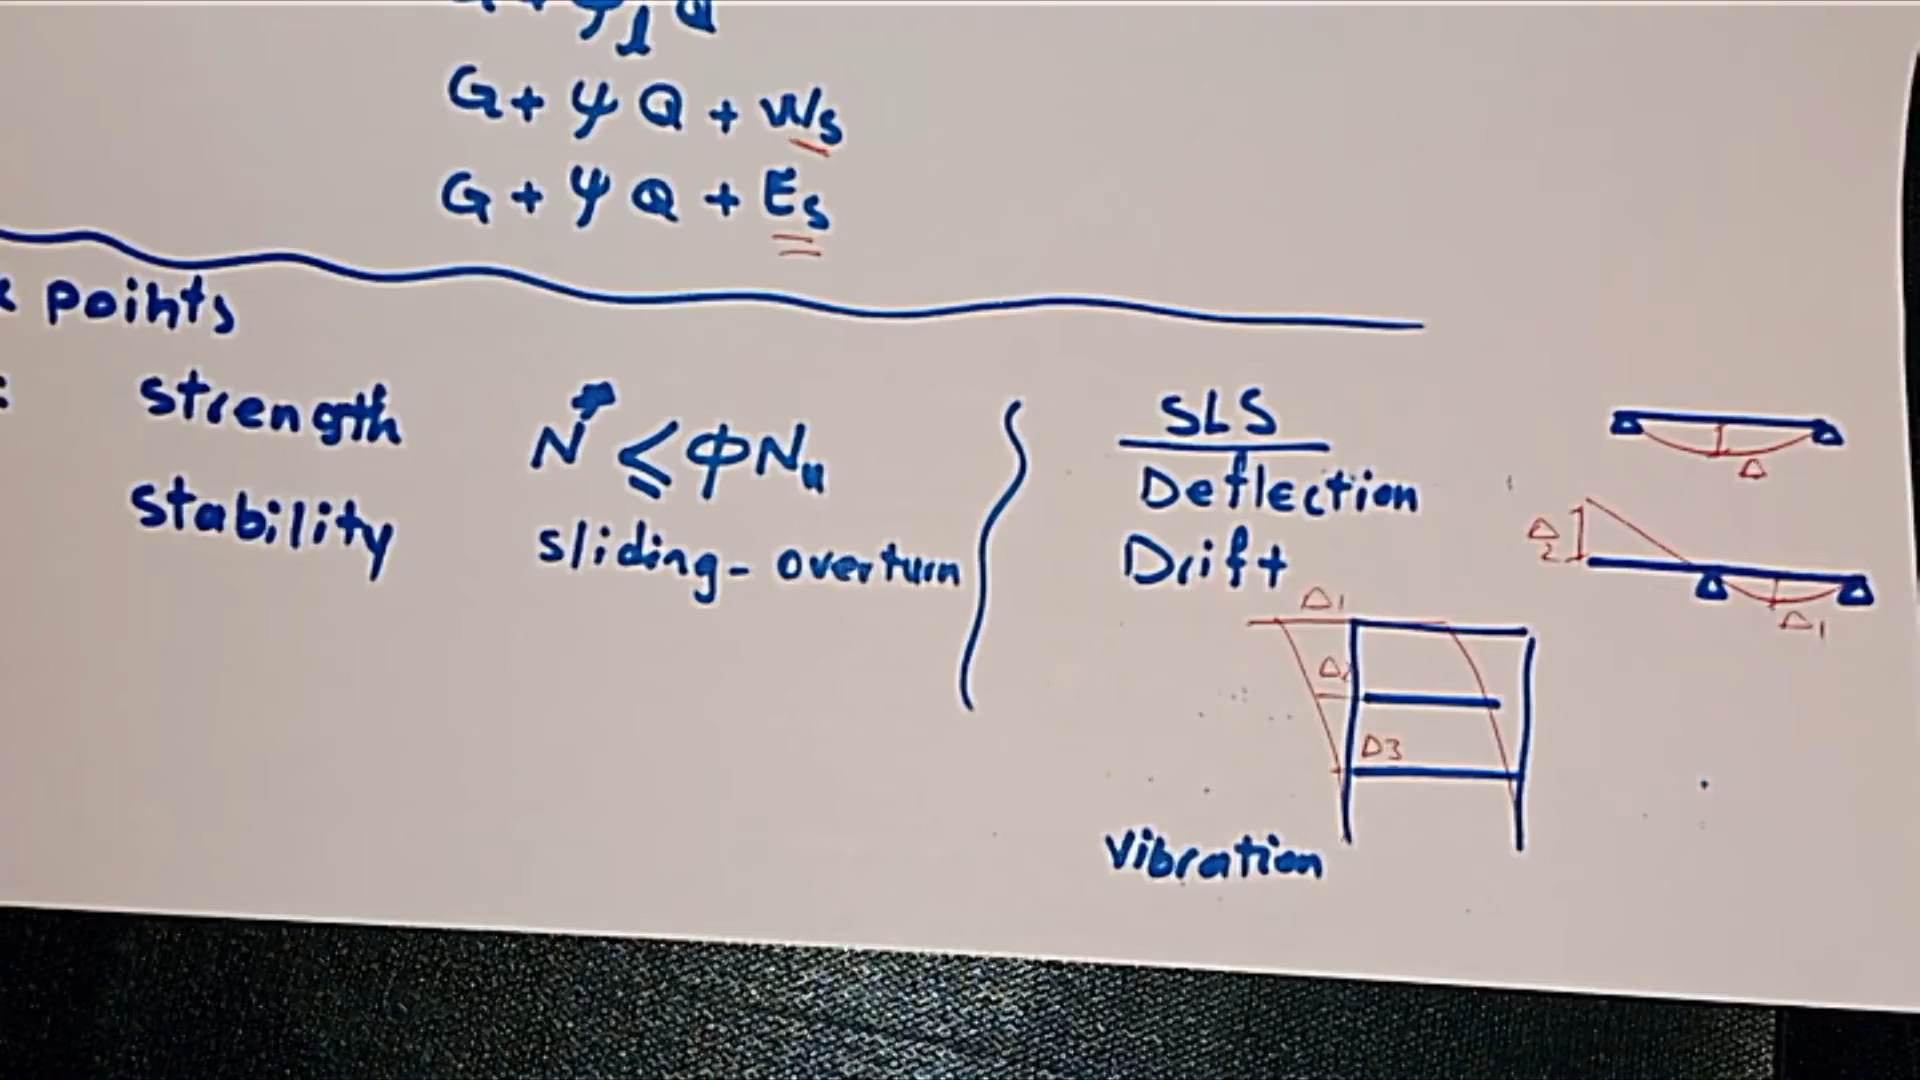 G + ψ Q + Ws
G + ψ Q + Es
points
: strength N* ≤ ϕNu
stability sliding - overturn
SLS
Deflection
Drift
Δ
Δ2
Δ1
Δ1
Δ2
Δ3
Vibration